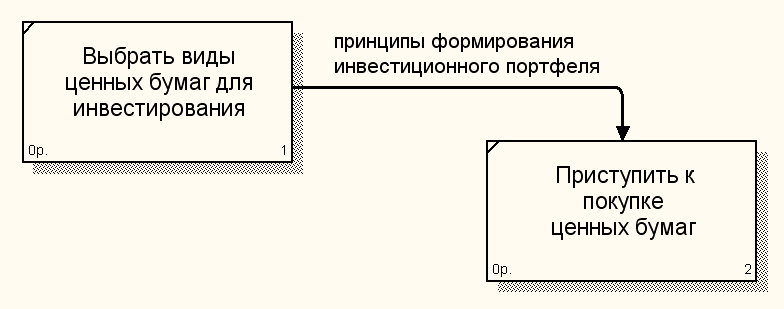 Выбрать виды
ценных бумаг для
инвестирования
0р.
1
принципы формирования
инвестиционного портфеля
Приступить к
покупке
ценных бумаг
0р.
2